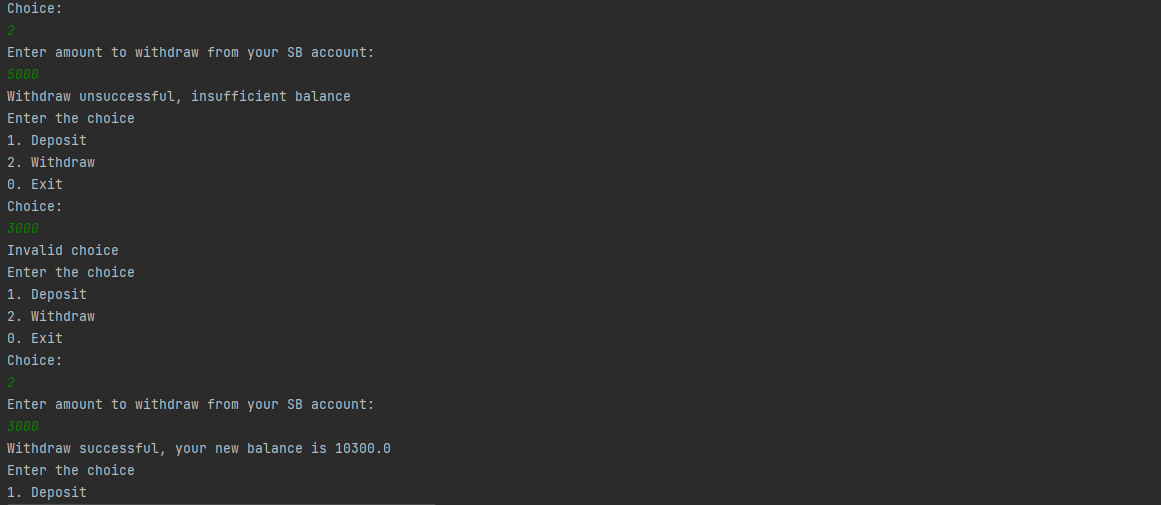 Choice:
2
Enter amount to withdraw from your SB account:
5000
Withdraw unsuccessful, insufficient balance
Enter the choice
1. Deposit
2. Withdraw
0. Exit
Choice:
3000
Invalid choice
Enter the choice
1. Deposit
2. Withdraw
0. Exit
Choice:
2
Enter amount to withdraw from your SB account:
3000
Withdraw successful, your new balance is 10300.0
Enter the choice
1. Deposit